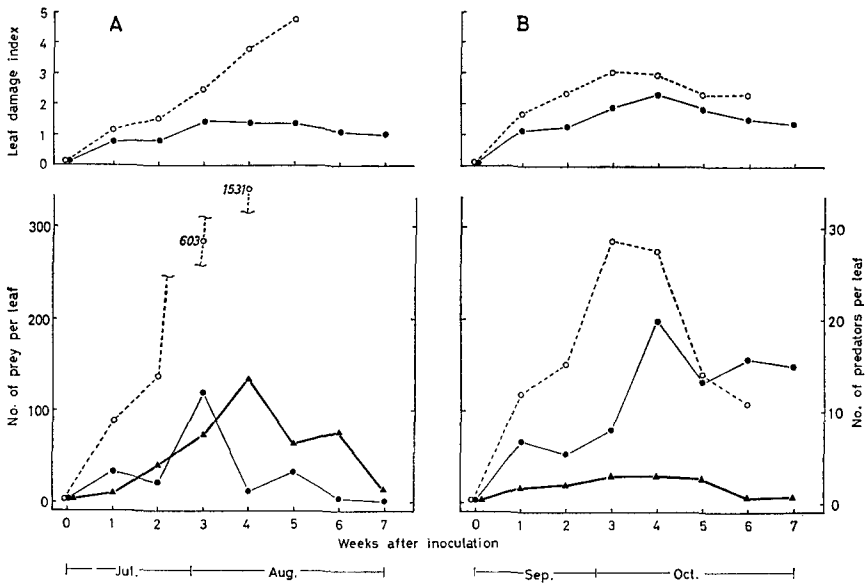 A
B
Leaf damage index
5
4
3
2
1
0
No. of prey per leaf
300
200
100
0
1531
603
No. of predators per leaf
30
20
10
0
0 1 2 3 4 5 6 7
0 1 2 3 4 5 6 7
Weeks after inoculation
Jul. Aug.
Sep. Oct.